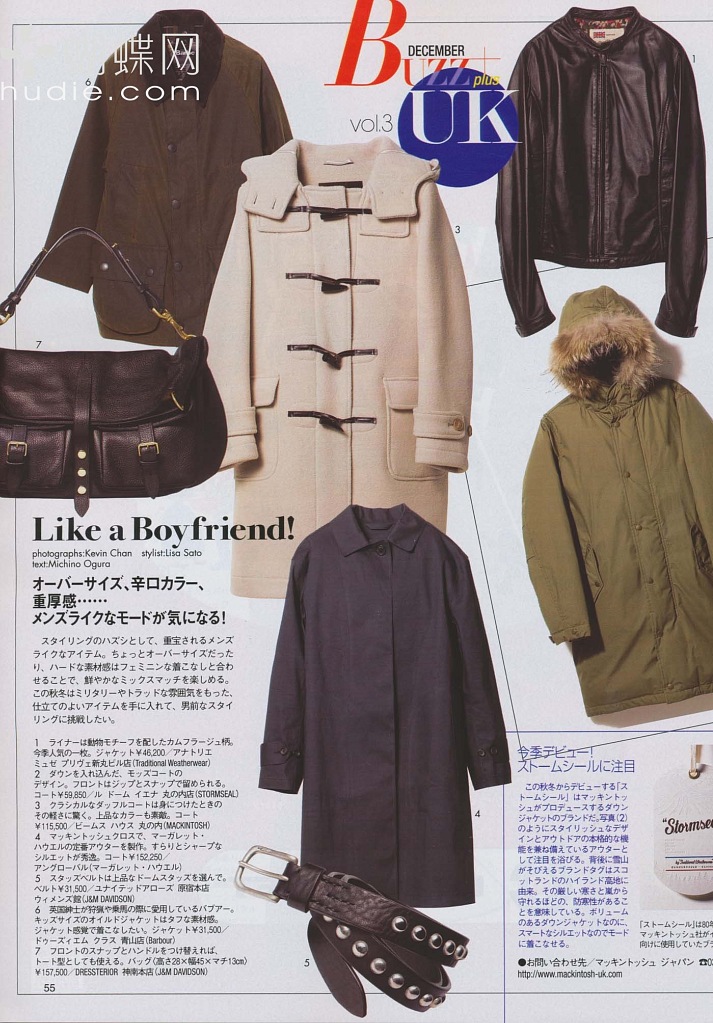 蝶网
hudie.com
DECEMBER
BUZZ+
plus
UK
vol.3
6
1
3
7
4
5
Like a Boyfriend!
photographs:Kevin Chan stylist:Lisa Sato
text:Michino Ogura
オーバーサイズ、辛口カラー、
重厚感……
メンズライクなモードが気になる!
スタイリングのハズシとして、重宝されるメンズ
ライクなアイテム。ちょっとオーバーサイズだった
り、ハードな素材感はフェミニンな着こなしと合わ
せることで、鮮やかなミックスマッチを楽しめる。
この秋冬はミリタリーやトラッドな雰囲気をもった、
仕立てのよいアイテムを手に入れて、男前なスタイ
リングに挑戦したい。
1 ライナーは動物モチーフを配したカムフラージュ柄。
今季人気の一枚。ジャケット¥46,200/アナトリエ
ミュゼ プリヴェ新丸ビル店(Traditional Weatherwear)
2 ダウンを入れ込んだ、モッズコートの
デザイン。フロントはジップとスナップで留められる。
コート¥59,850/ル ドーム イエナ 丸の内店(STORMSEAL)
3 クラシカルなダッフルコートは身につけたときの
その軽さに驚く。上品なカラーも素敵。コート
¥115,500/ビームス ハウス 丸の内(MACKINTOSH)
4 マッキントッシュクロスで、マーガレット・
ハウエルの定番アウターを製作。すらりとシャープな
シルエットが秀逸。コート¥152,250/
アングローバル(マーガレット・ハウエル)
5 スタッズベルトは上品なドームスタッズを選んで。
ベルト¥31,500/ユナイテッドアローズ 原宿本店
ウィメンズ館(J&M DAVIDSON)
6 英国紳士が狩猟や乗馬の際に愛用しているバブアー。
キッズサイズのオイルドジャケットはタフな素材感。
ジャケット感覚で着こなしたい。ジャケット¥31,500/
ドゥーズィエム クラス 青山店(Barbour)
7 フロントのスナップとハンドルをつけ替えれば、
トート型としても使える。バッグ(高さ28×幅45×マチ13cm)
¥157,500/DRESSTERIOR 神南本店(J&M DAVIDSON)
55
今季デビュー!
ストームシールに注目
この秋冬からデビューする「ス
トームシール」はマッキントッ
シュがプロデュースするダウン
ジャケットのブランドだ。写真(2)
のようにスタイリッシュなデザ
インとアウトドアの本格的な機
能を兼ね備えているアウターと
して注目を浴びる。背後に雪山
がそびえるブランドタグはスコ
ットランドのハイランド高地に
由来。その厳しい寒さと嵐から
守れるほどの、防寒性があるこ
とを意味している。ボリューム
のあるダウンジャケットなのに、
スマートなシルエットなのでモード
に着こなせる。
●お問い合わせ先/マッキントッシュ ジャパン ☎03
http://www.mackintosh-uk.com
"Stormse
「ストームシール」は80年
マッキントッシュ社がイ
向けに使用していたブラ